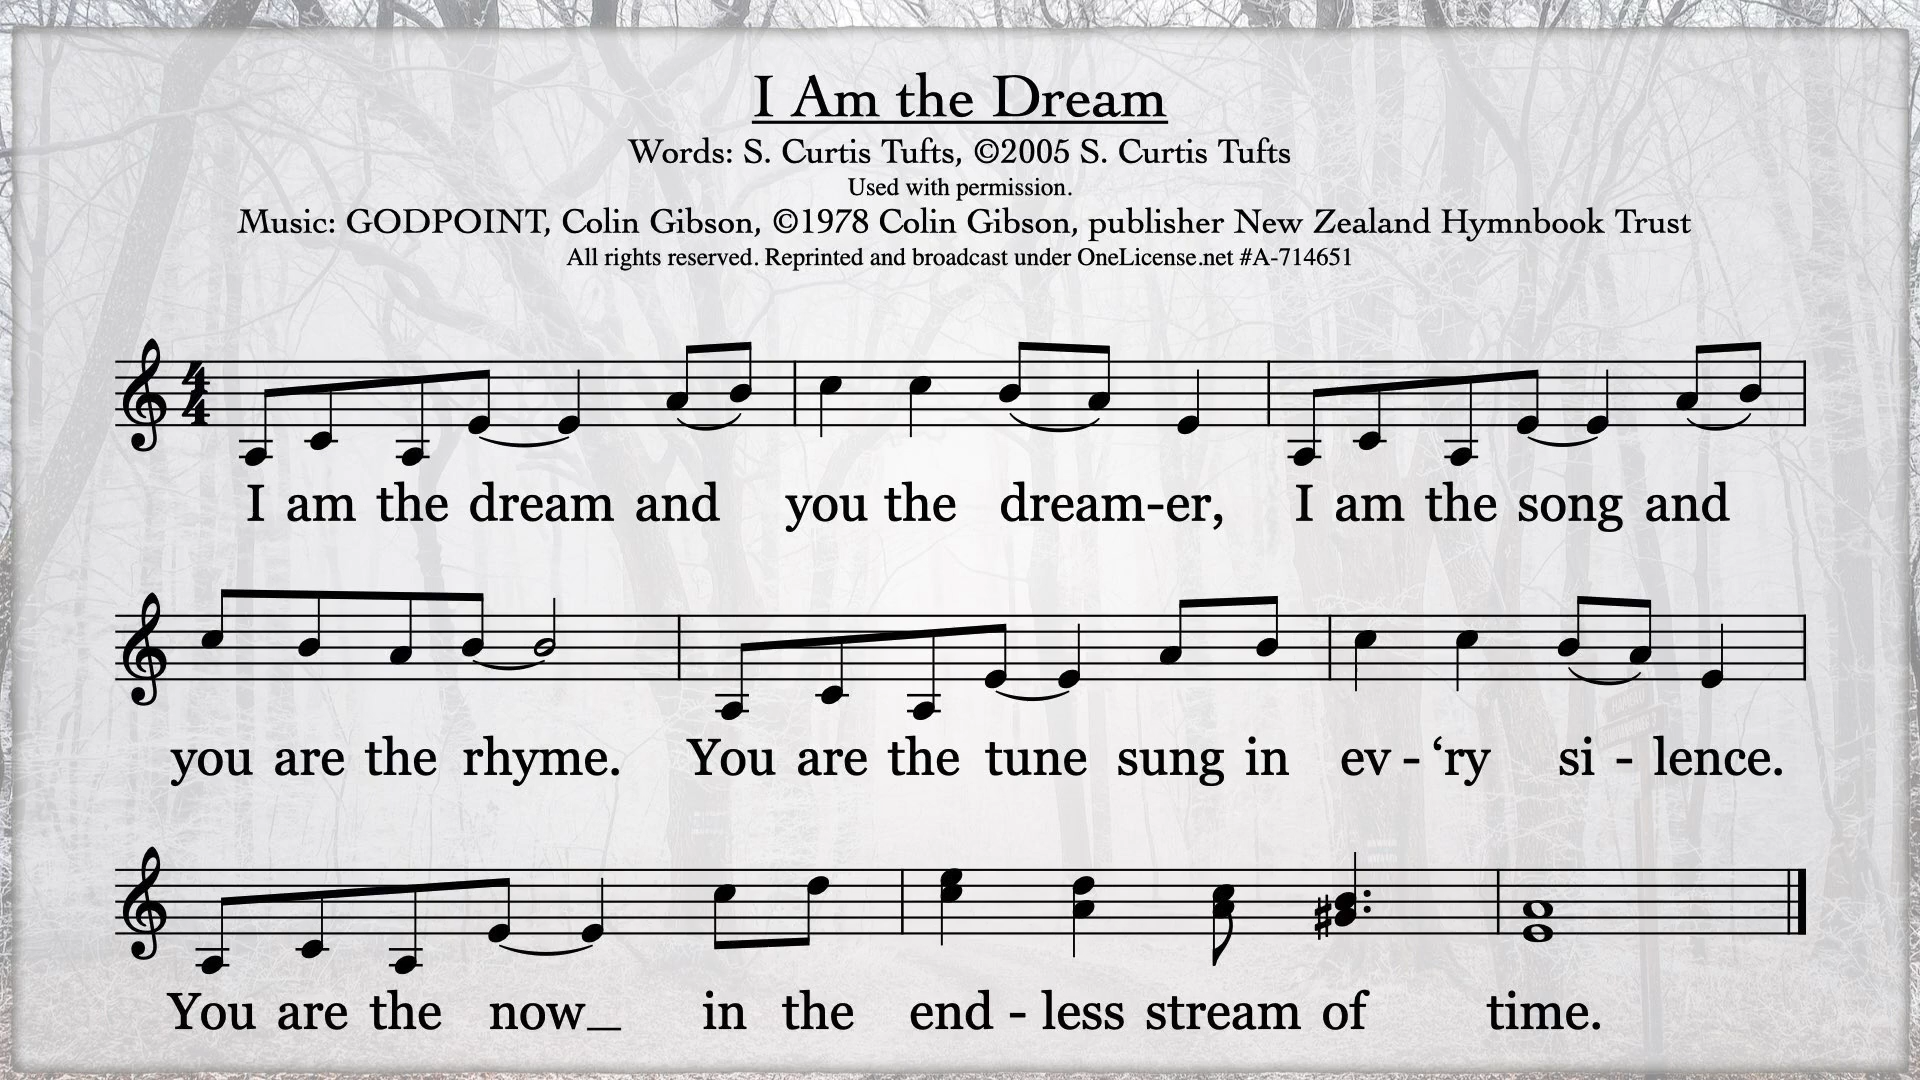 I Am the Dream
Words: S. Curtis Tufts, ©2005 S. Curtis Tufts
Used with permission.
Music: GODPOINT, Colin Gibson, ©1978 Colin Gibson, publisher New Zealand Hymnbook Trust
All rights reserved. Reprinted and broadcast under OneLicense.net #A-714651
I am the dream and you the dream-er, I am the song and
you are the rhyme. You are the tune sung in ev - ‘ry si - lence.
You are the now_ in the end - less stream of time.